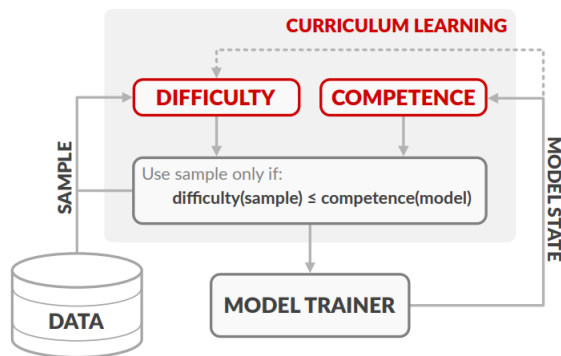 CURRICULUM LEARNING
DIFFICULTY
COMPETENCE
Use sample only if:
difficulty(sample) ≤ competence(model)
SAMPLE
MODEL STATE
MODEL TRAINER
DATA